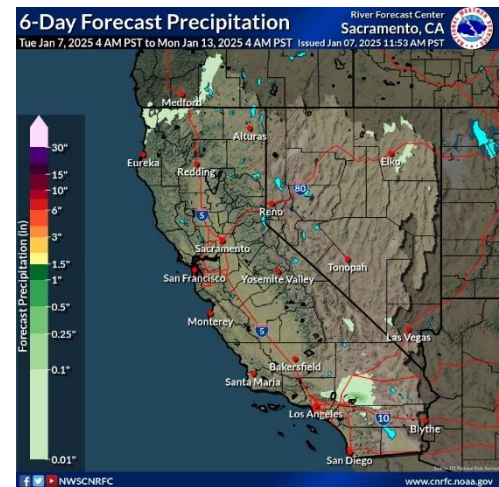 6-Day Forecast Precipitation
River Forecast Center
Sacramento, CA
Tue Jan 7, 2025 4 AM PST to Mon Jan 13, 2025 4 AM PST
Issued Jan 07, 2025 11:53 AM PST
Medford
Alturas
Eureka
Redding
Elko
80
Reno
5
Sacramento
San Francisco
Yosemite Valley
Tonopah
Monterey
5
Las Vegas
Bakersfield
Santa Maria
Los Angeles
10
Blythe
San Diego
Forecast Precipitation (in)
30"
15"
10"
6"
3"
1.5"
1"
0.5"
0.25"
0.1"
0.01"
NWSCNRFC
www.cnrfc.noaa.gov